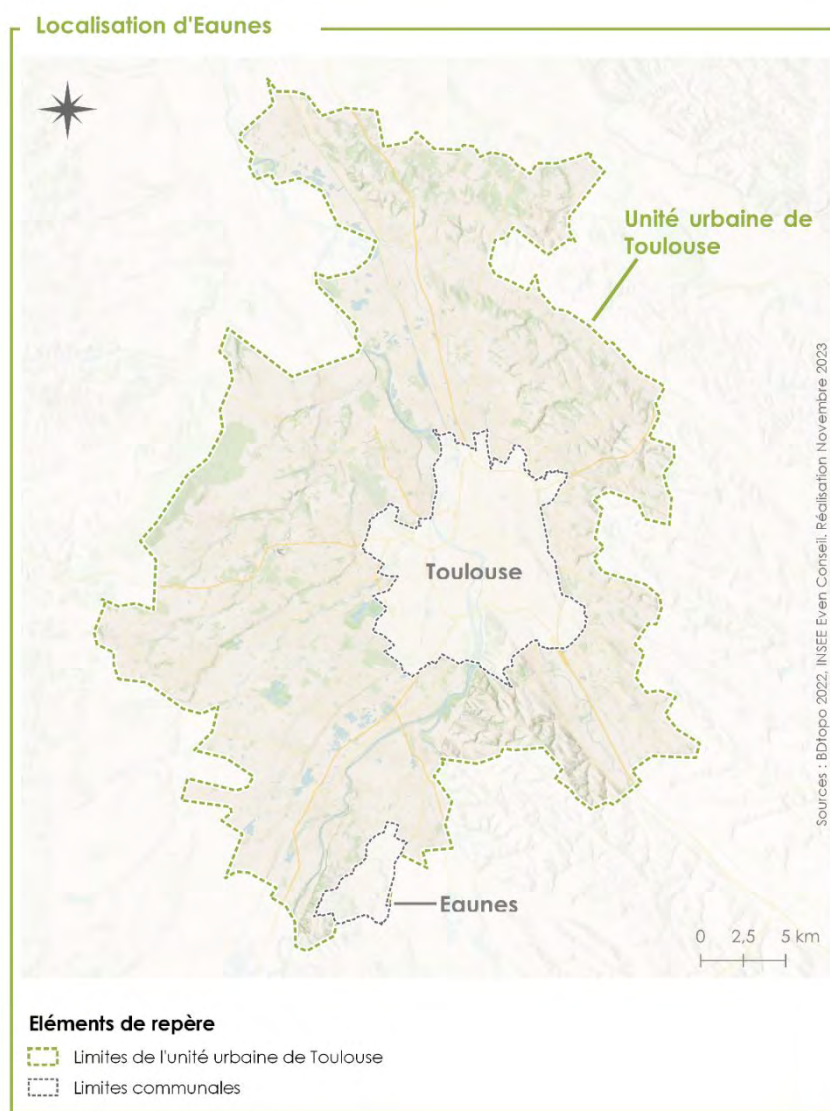 Localisation d'Eaunes
Unité urbaine de
Toulouse
Toulouse
Eaunes
0 2,5 5 km
Sources : BDtopo 2022, INSEE Even Conseil. Réalisation Novembre 2023
Eléments de repère
Limites de l'unité urbaine de Toulouse
Limites communales